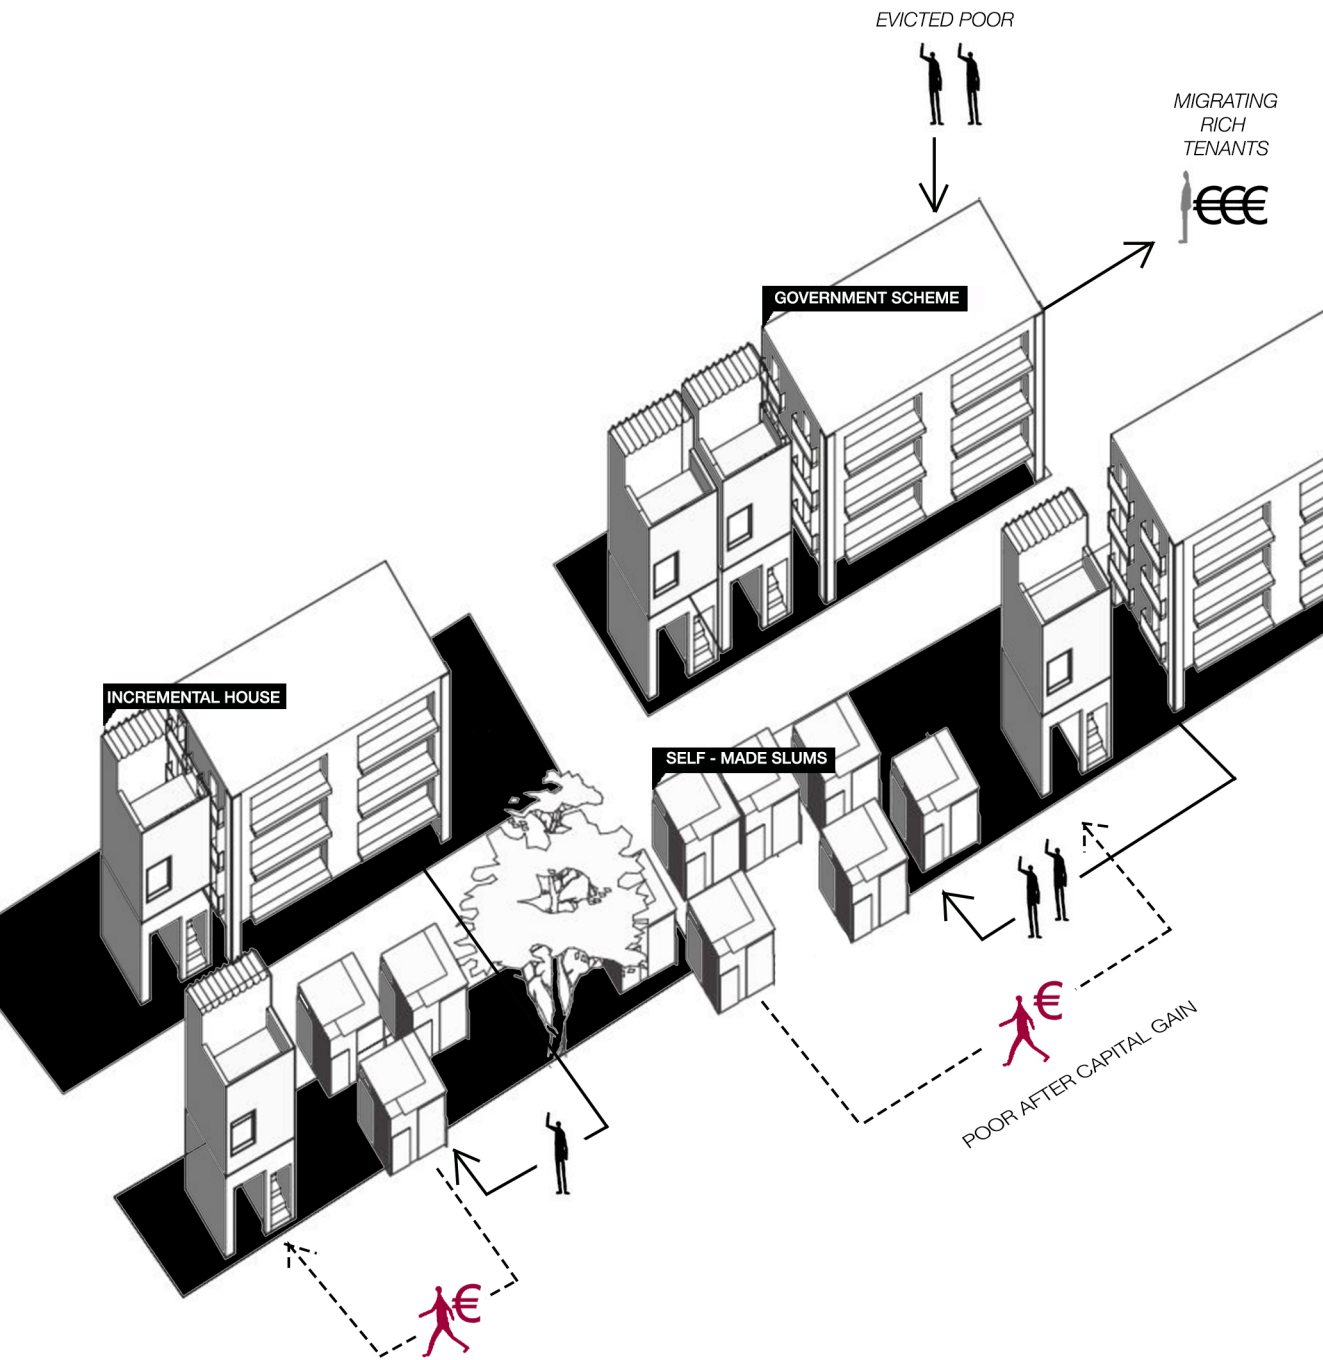 EVICTED POOR
MIGRATING
RICH
TENANTS
€€€
GOVERNMENT SCHEME
INCREMENTAL HOUSE
SELF - MADE SLUMS
€
POOR AFTER CAPITAL GAIN
€